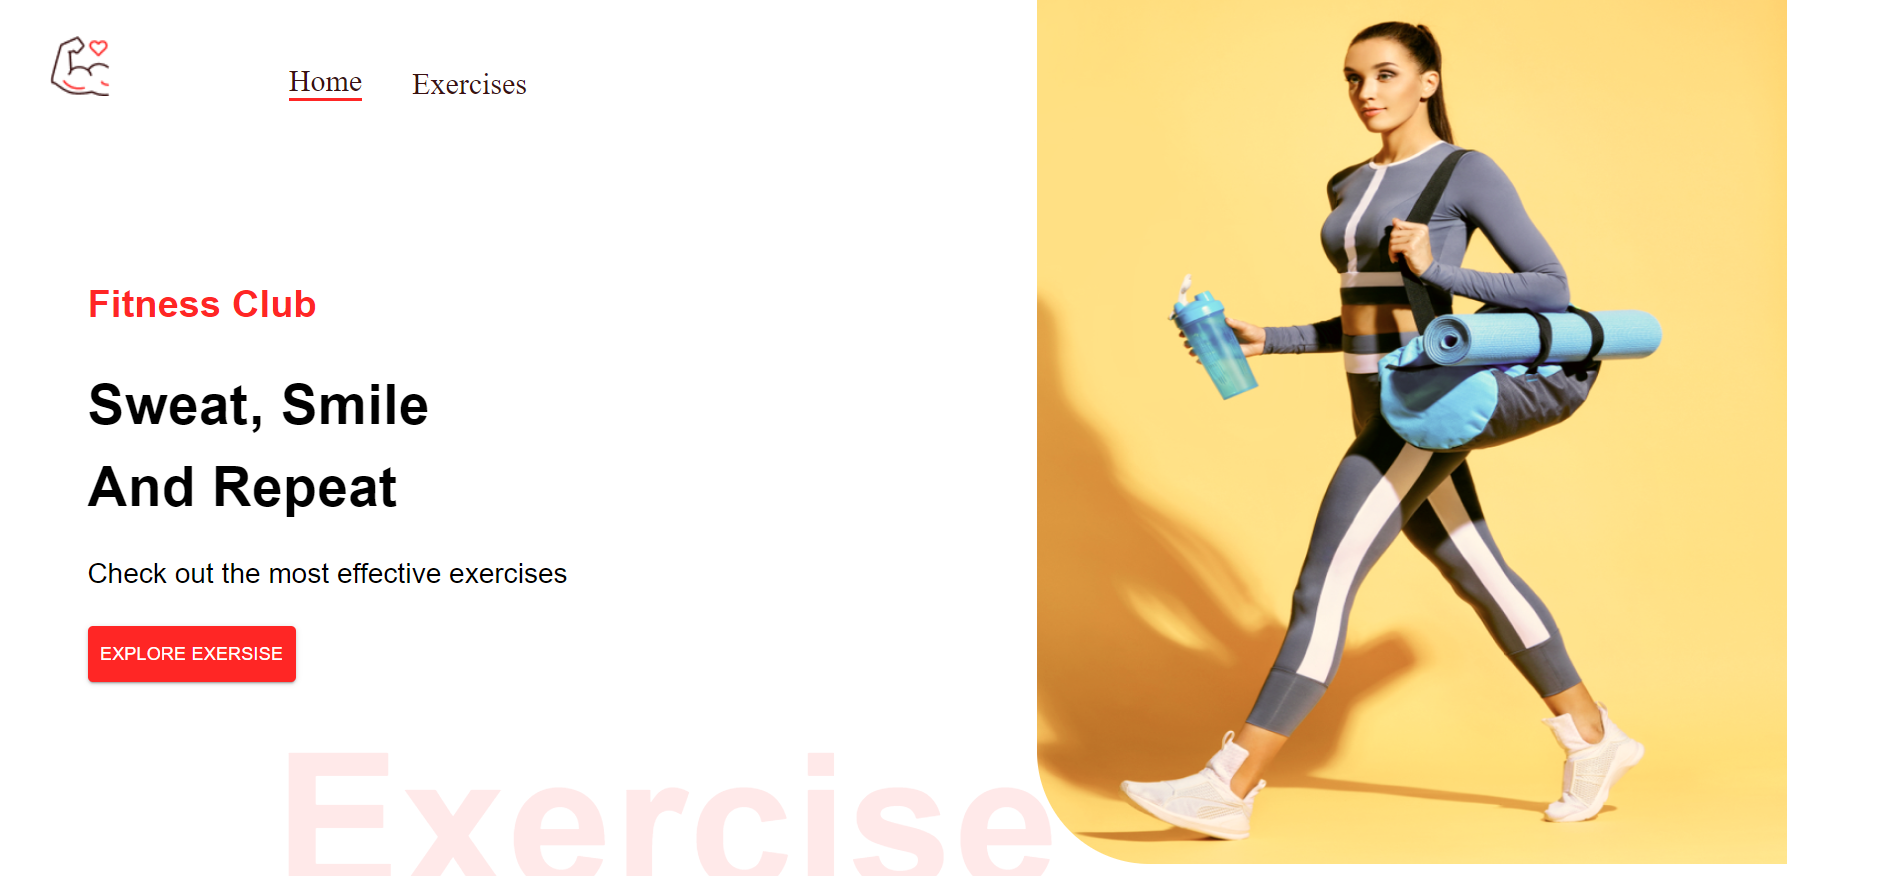 Home
Exercises
Fitness Club
Sweat, Smile
And Repeat
Check out the most effective exercises
EXPLORE EXERSISE
Exercise